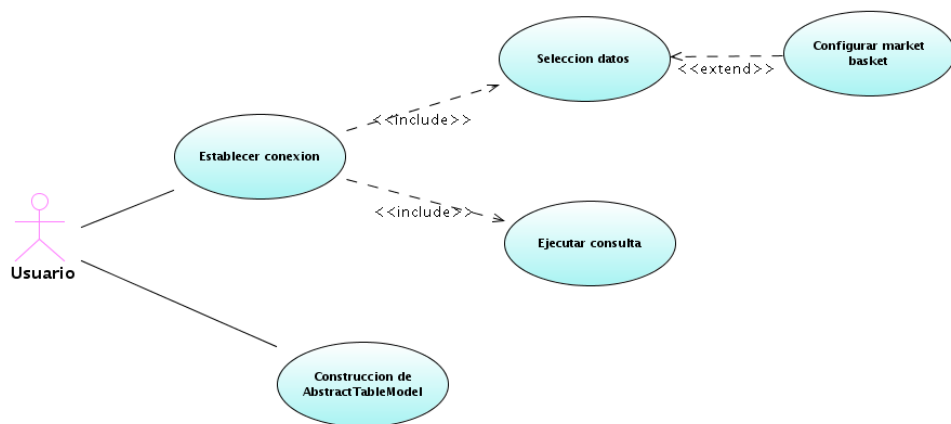 Seleccion datos
<<extend>>
Configurar market
basket
<<include>>
Establecer conexion
<<include>>
Ejecutar consulta
Usuario
Construccion de
AbstractTableModel